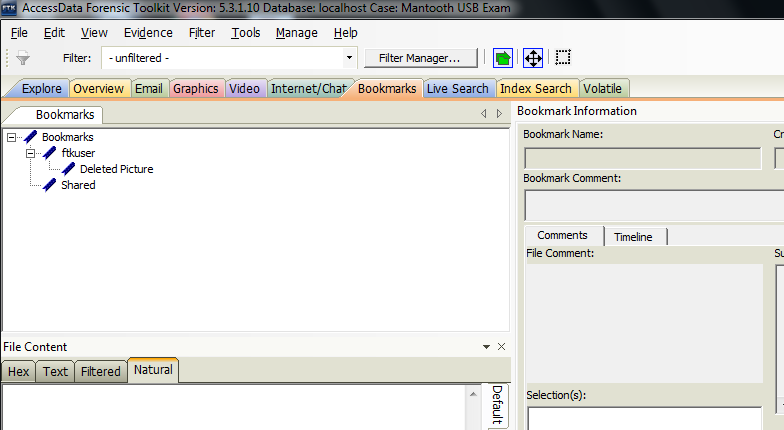 FTK AccessData Forensic Toolkit Version: 5.3.1.10 Database: localhost Case: Mantooth USB Exam
File Edit View Evidence Filter Tools Manage Help
Filter: - unfiltered - Filter Manager...
Explore Overview Email Graphics Video Internet/Chat Bookmarks Live Search Index Search Volatile
Bookmarks
Bookmarks
ftkuser
Deleted Picture
Shared
File Content
Hex Text Filtered Natural
Default
Bookmark Information
Bookmark Name: Cr
Bookmark Comment:
Comments Timeline
File Comment: Su
Selection(s):